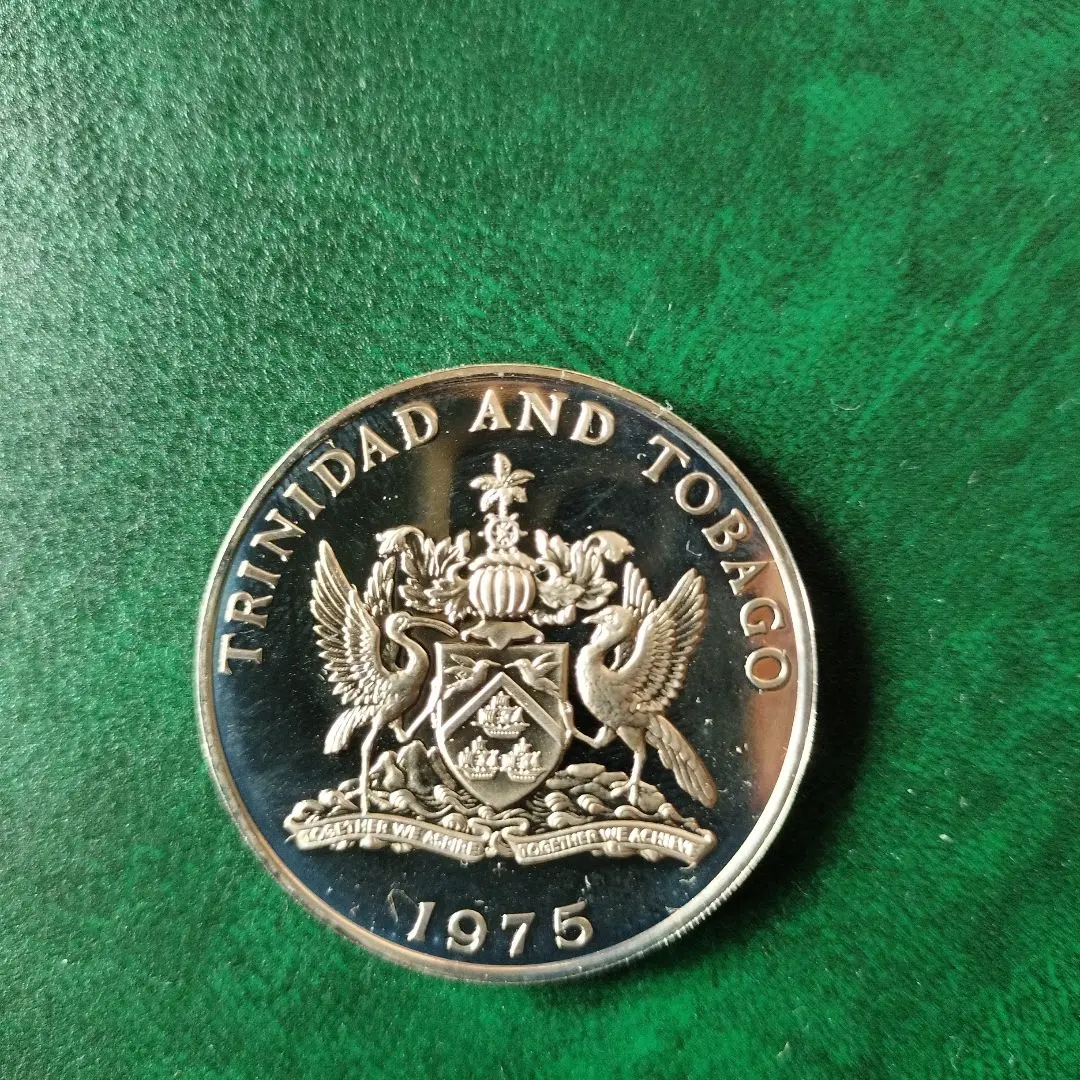 TRINIDAD AND TOBAGO
TOGETHER WE ASPIRE TOGETHER WE ACHIEVE
1975